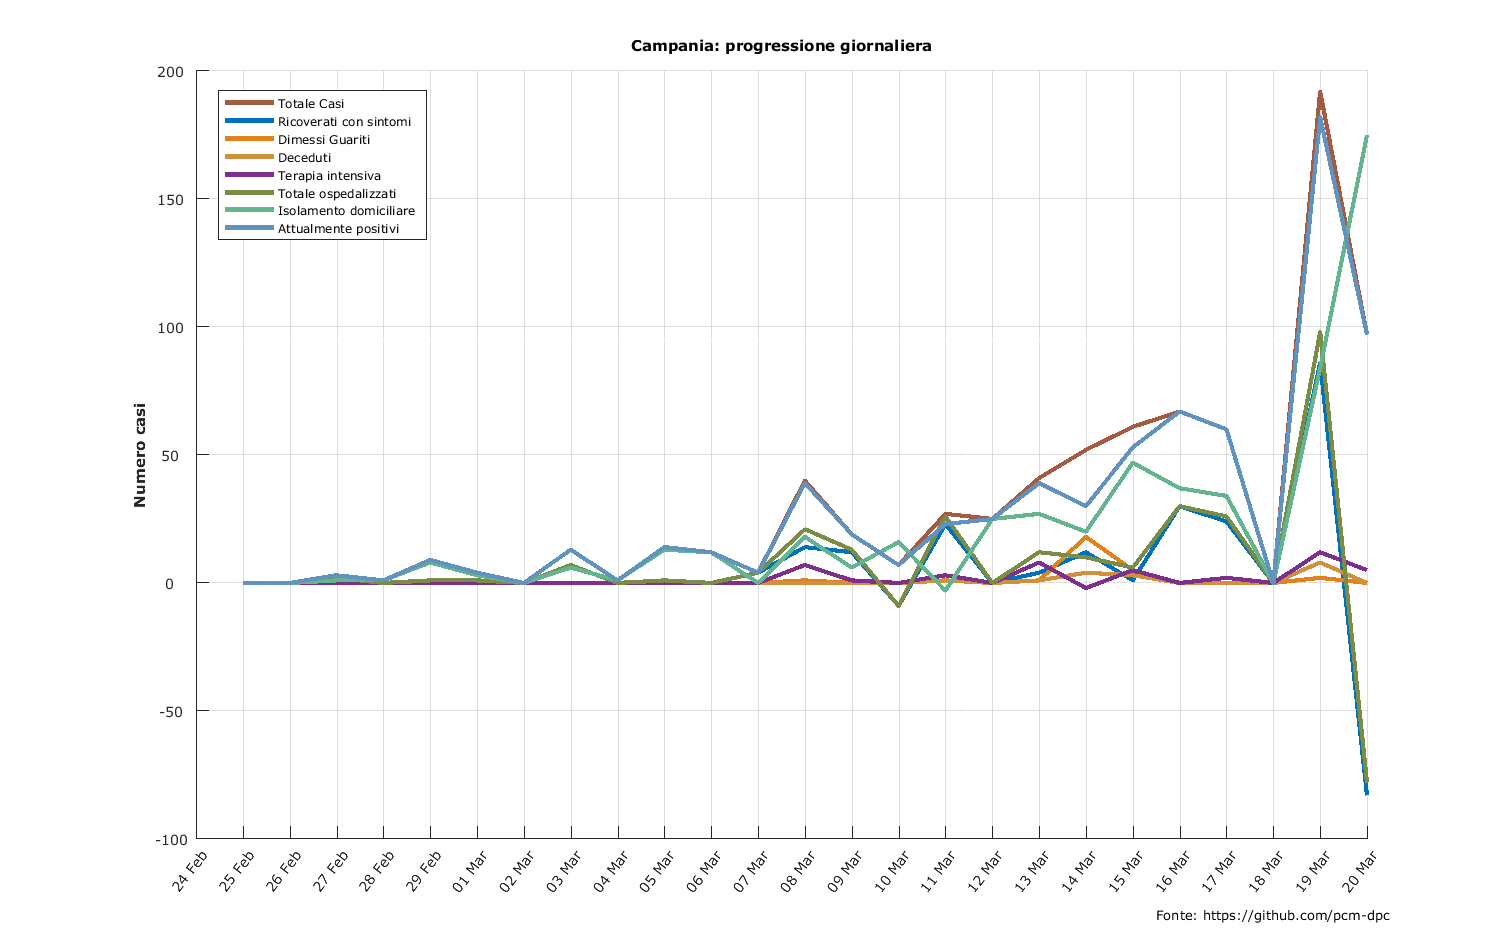 Campania: progressione giornaliera
200
150
100
50
0
-50
-100
Numero casi
Totale Casi
Ricoverati con sintomi
Dimessi Guariti
Deceduti
Terapia intensiva
Totale ospedalizzati
Isolamento domiciliare
Attualmente positivi
24 Feb
25 Feb
26 Feb
27 Feb
28 Feb
29 Feb
01 Mar
02 Mar
03 Mar
04 Mar
05 Mar
06 Mar
07 Mar
08 Mar
09 Mar
10 Mar
11 Mar
12 Mar
13 Mar
14 Mar
15 Mar
16 Mar
17 Mar
18 Mar
19 Mar
20 Mar
Fonte: https://github.com/pcm-dpc